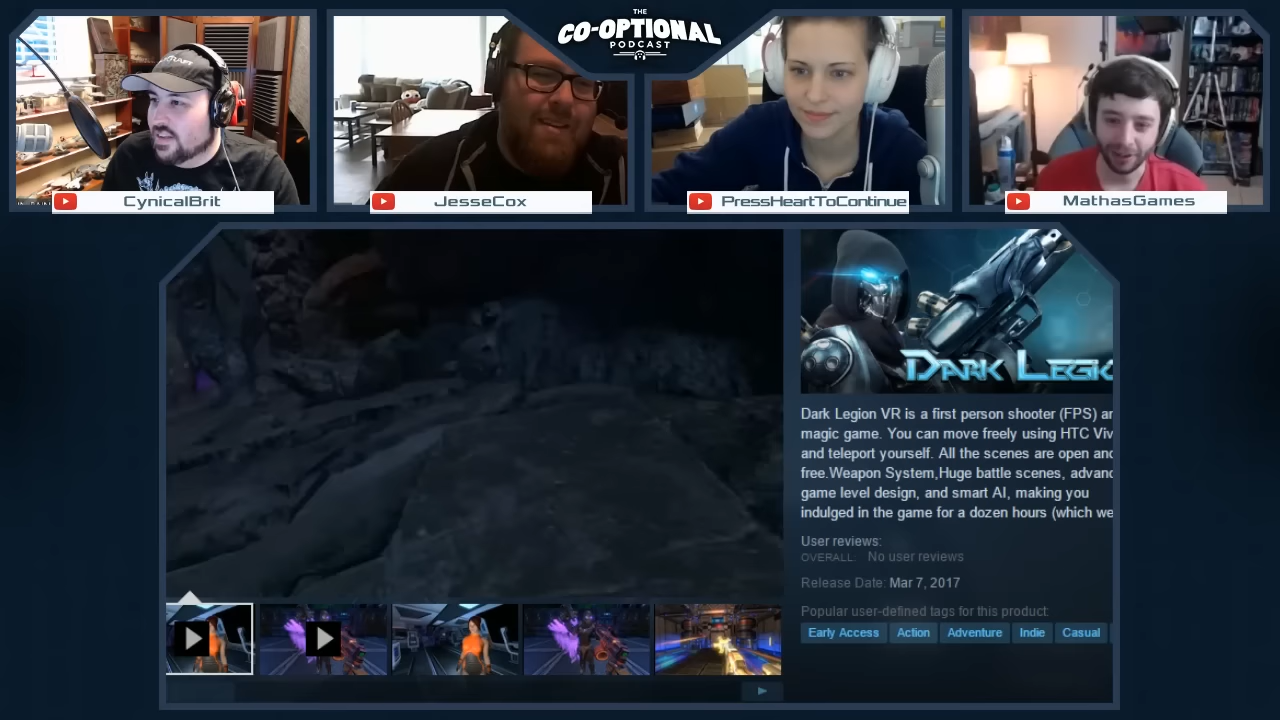 THE
CO-OPTIONAL
PODCAST
CynicalBrit
JesseCox
PressHeartToContinue
MathasGames
DARK LEGI
Dark Legion VR is a first person shooter (FPS) an
magic game. You can move freely using HTC Viv
and teleport yourself. All the scenes are open and
free.Weapon System,Huge battle scenes, advanc
game level design, and smart AI, making you
indulged in the game for a dozen hours (which we
User reviews:
OVERALL: No user reviews
Release Date: Mar 7, 2017
Popular user-defined tags for this product:
Early Access Action Adventure Indie Casual